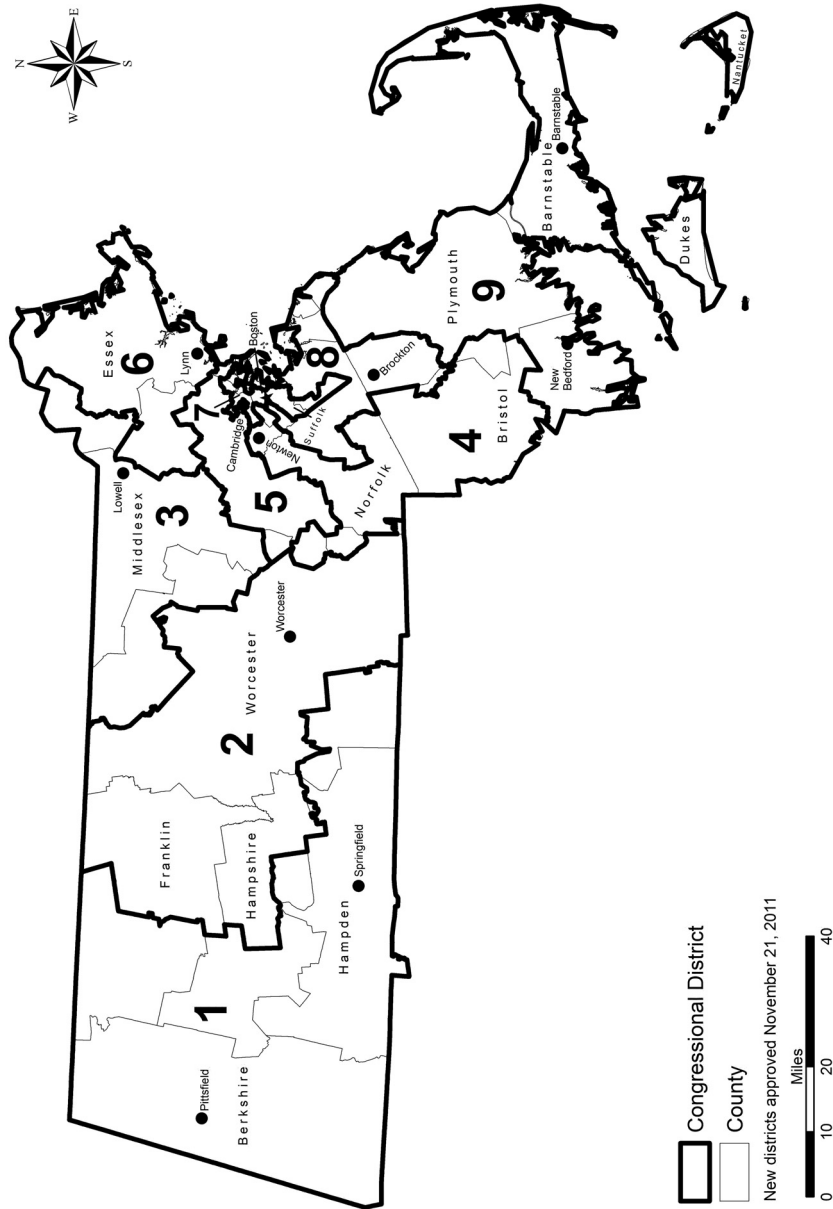 N
E
W
S
Essex
6
Lynn
Lowell
Middlesex
3
7
Boston
Cambridge
Newton
5
8
Suffolk
Norfolk
Brockton
Plymouth
9
4
Bristol
New
Bedford
Barnstable
Barnstable
Dukes
Nantucket
Worcester
2
Worcester
Franklin
Hampshire
Springfield
Hampden
1
Pittsfield
Berkshire
Congressional District
County
New districts approved November 21, 2011
Miles
0 10 20 40